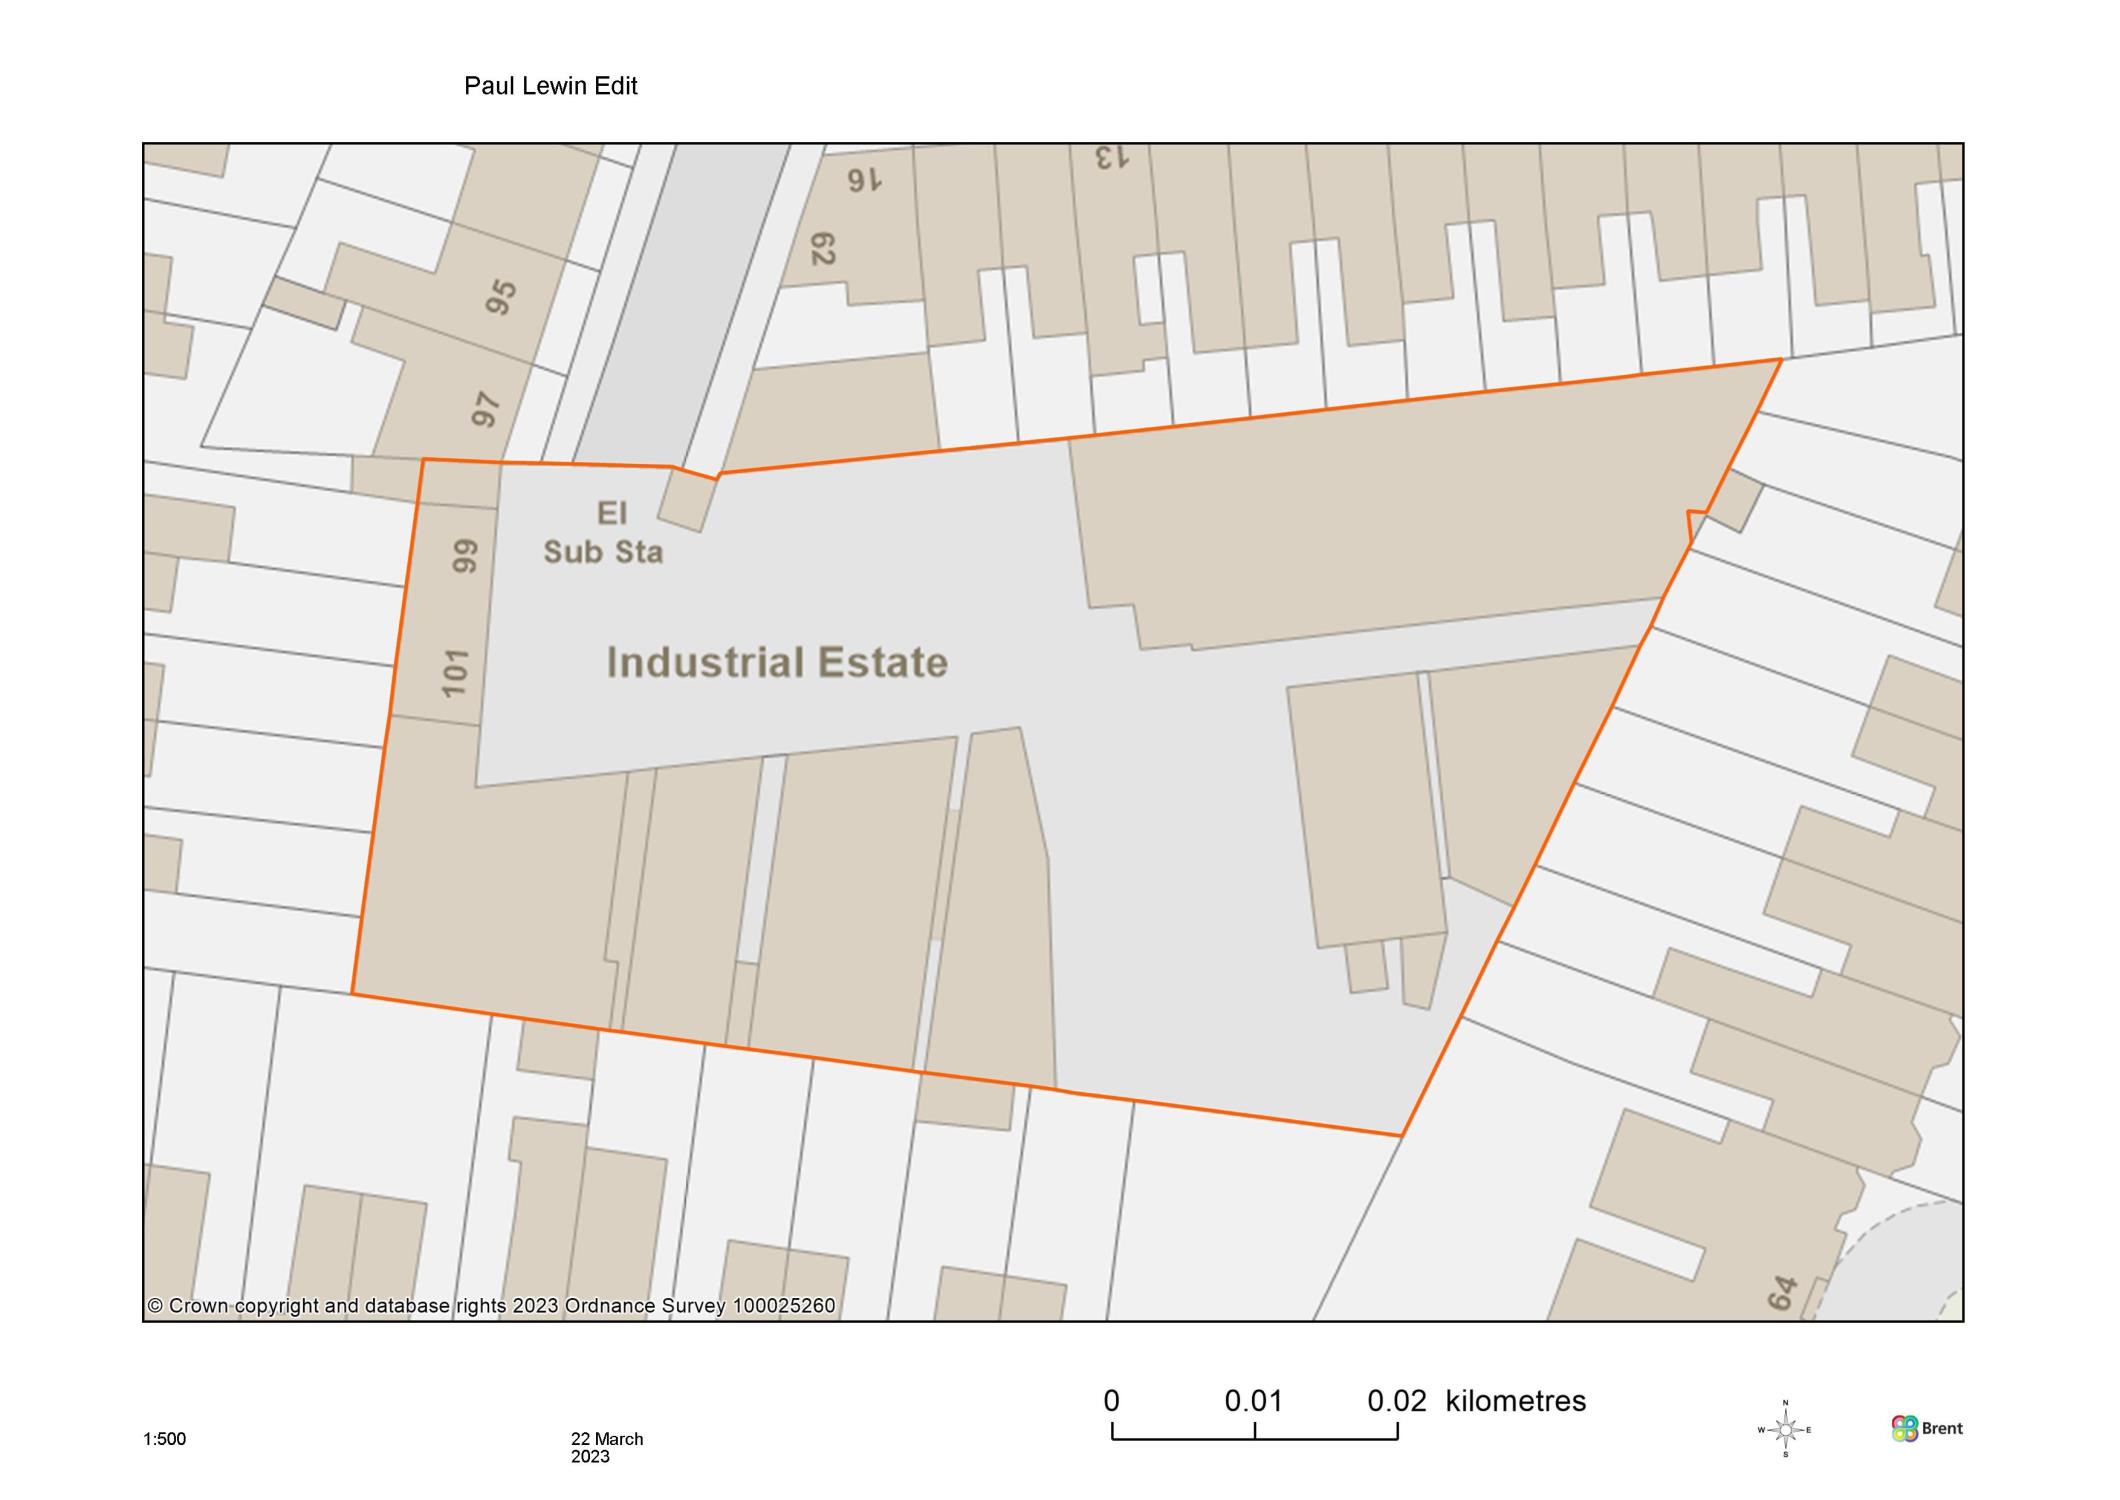 Paul Lewin Edit
16
13
62
95
97
El
Sub Sta
99
Industrial Estate
101
64
© Crown copyright and database rights 2023 Ordnance Survey 100025260
0 0.01 0.02 kilometres
1:500
22 March
2023
N
W E
S
Brent